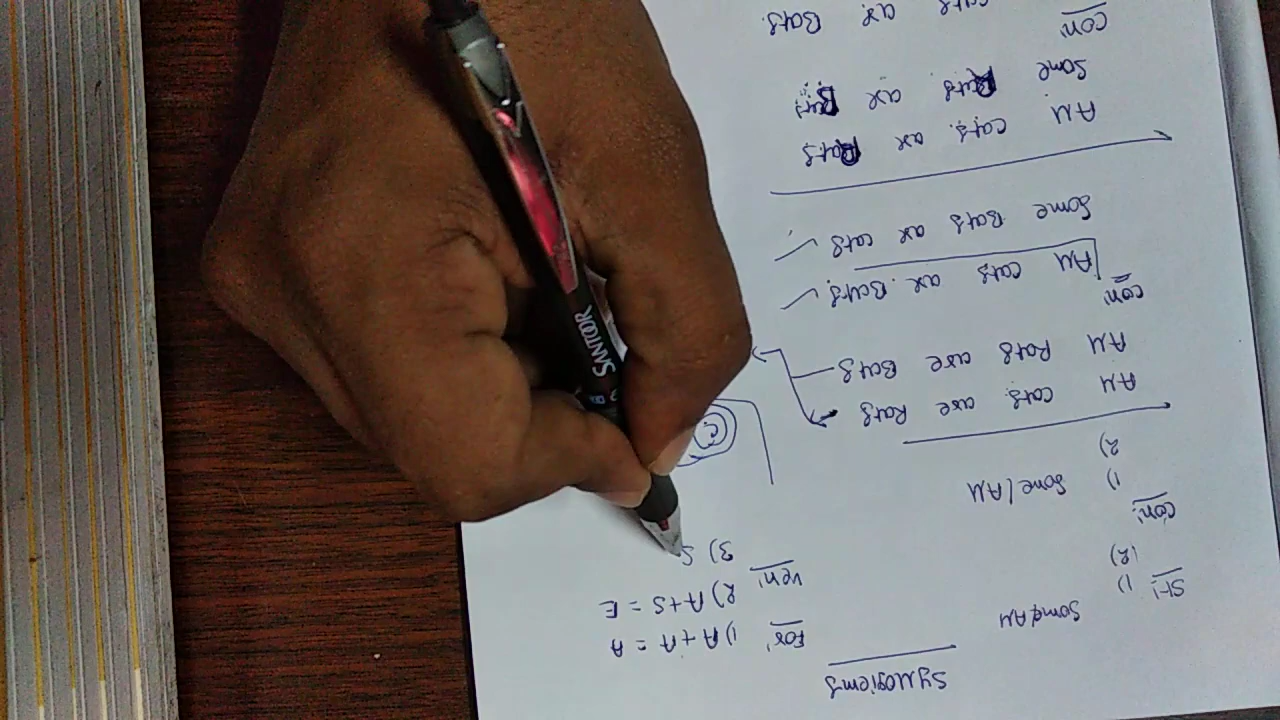 Syllogisms
For: 1) A + A = A
2) A + S = E
Ven:
3) S
St: Some/All
1)
2)
Con:
1) Some/All
2)
All cats are Rats
All Rats are Bats
Con:
All cats are Bats.
Some Bats are cats
All cats are Rats
Some Rats are Bats
Con:
cats are Bats.
C
SANTOOR